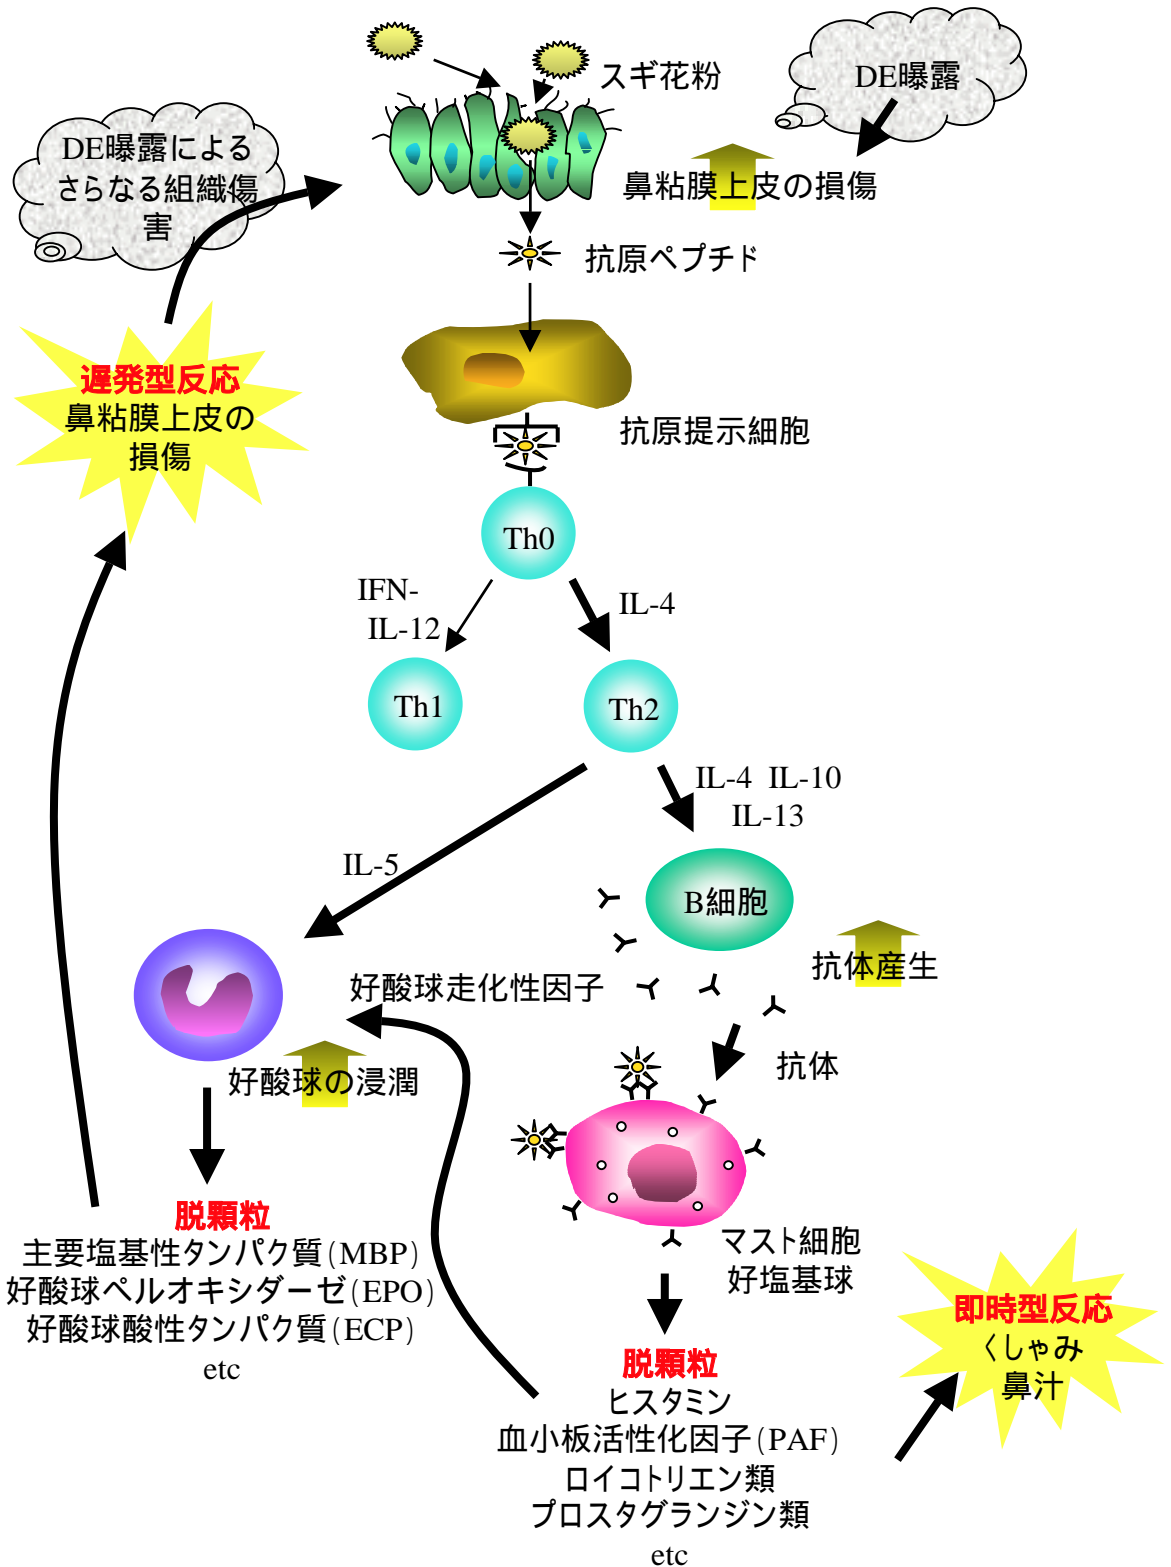 スギ花粉
DE曝露
DE曝露による
さらなる組織傷
害
鼻粘膜上皮の損傷
抗原ペプチド
遅発型反応
鼻粘膜上皮の
損傷
抗原提示細胞
Th0
IFN-
IL-12
IL-4
Th1
Th2
IL-4 IL-10
IL-13
IL-5
B細胞
抗体産生
好酸球走化性因子
抗体
好酸球の浸潤
脱顆粒
主要塩基性タンパク質(MBP)
好酸球ペルオキシダーゼ(EPO)
好酸球酸性タンパク質(ECP)
etc
マスト細胞
好塩基球
即時型反応
くしゃみ
鼻汁
脱顆粒
ヒスタミン
血小板活性化因子(PAF)
ロイコトリエン類
プロスタグランジン類
etc